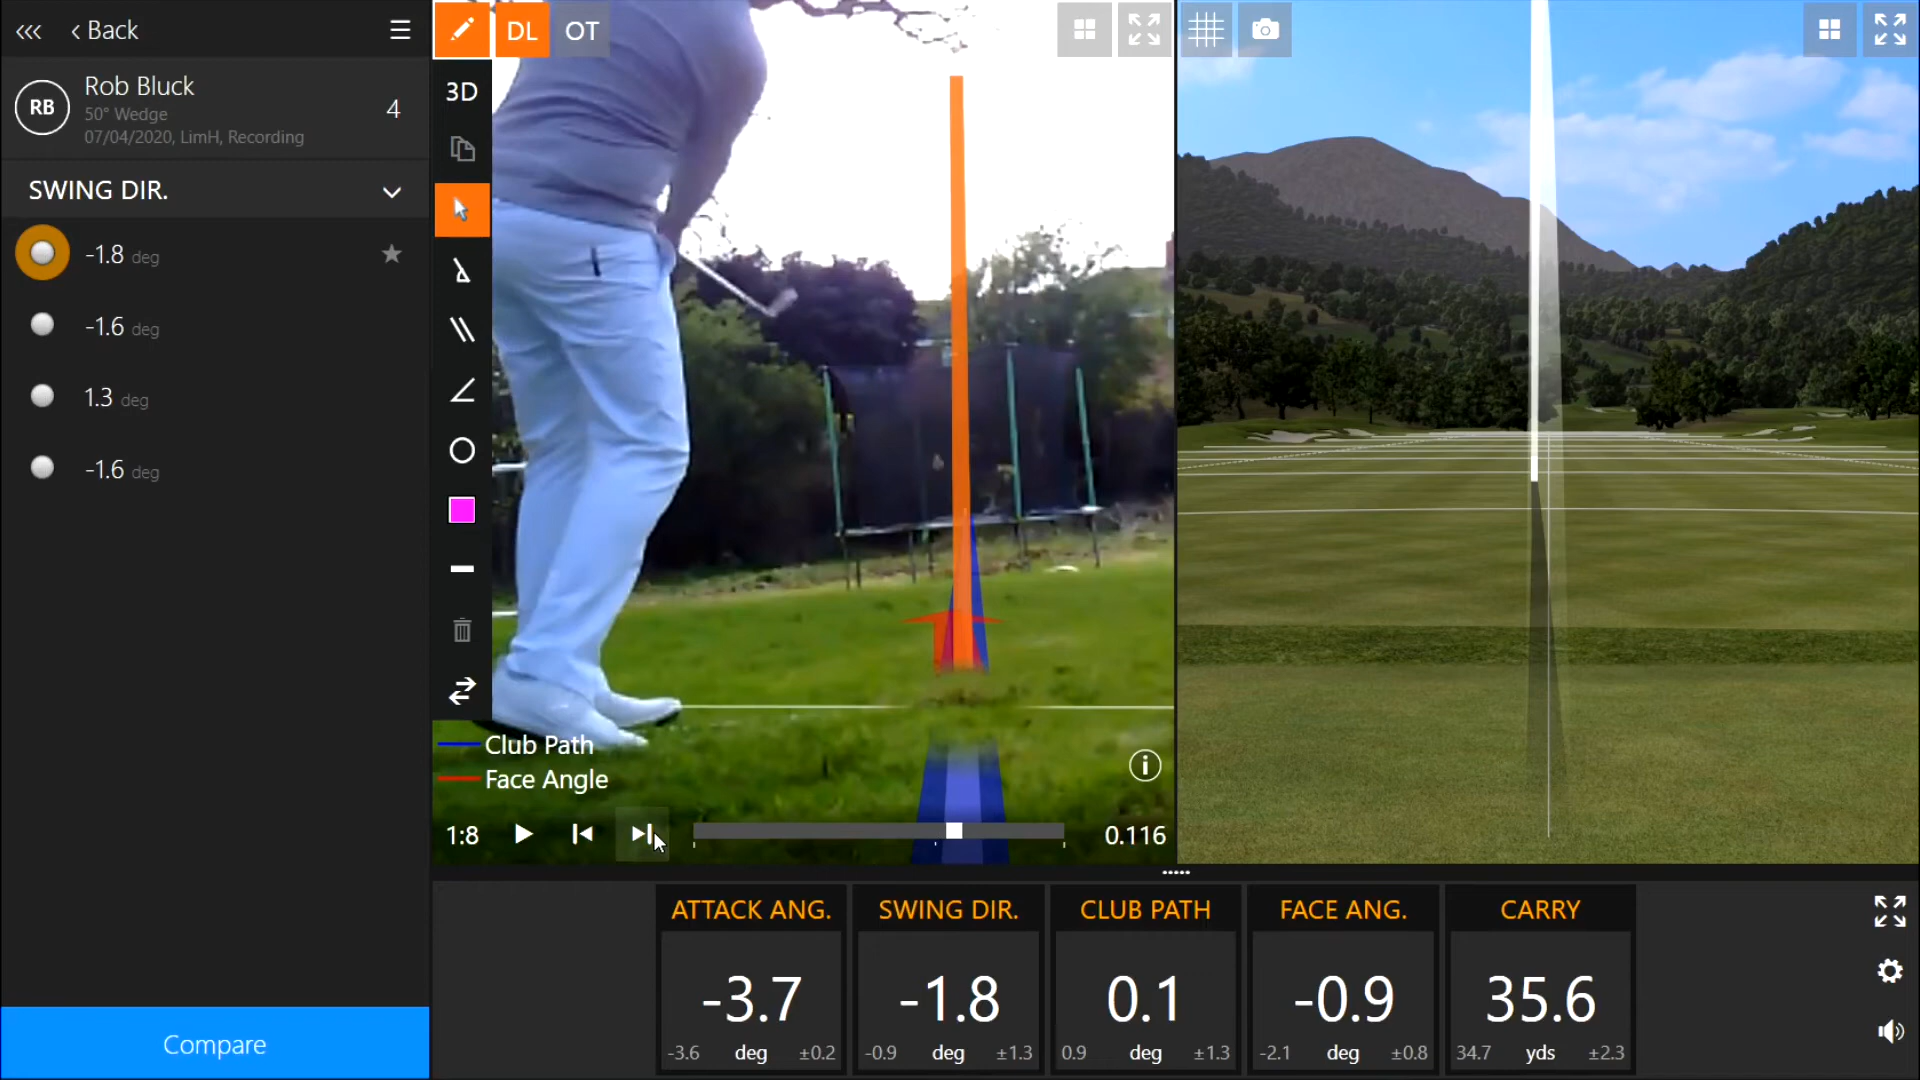 Back
RB
Rob Bluck
50° Wedge
07/04/2020, LimH, Recording
4
SWING DIR.
-1.8 deg
-1.6 deg
1.3 deg
-1.6 deg
Compare
DL
OT
3D
Club Path
Face Angle
1:8
0.116
ATTACK ANG.
-3.7
-3.6 deg ±0.2
SWING DIR.
-1.8
-0.9 deg ±1.3
CLUB PATH
0.1
0.9 deg ±1.3
FACE ANG.
-0.9
-2.1 deg ±0.8
CARRY
35.6
34.7 yds ±2.3